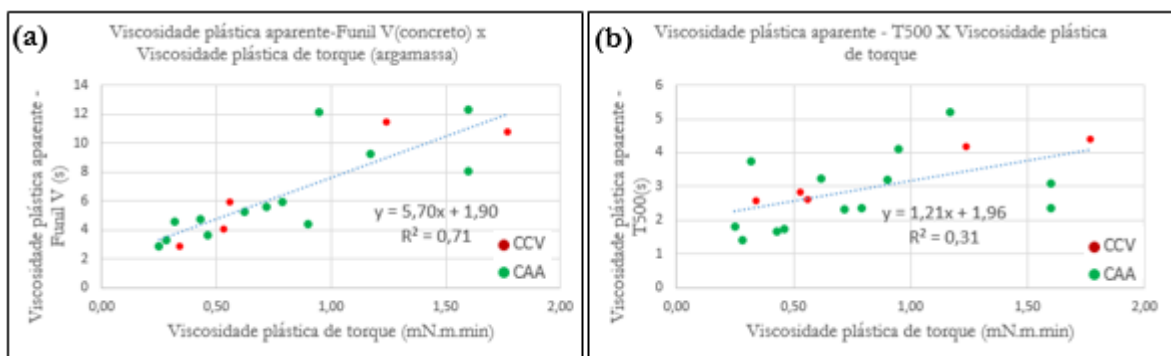 (a)
Viscosidade plástica aparente-Funil V(concreto) x
Viscosidade plástica de torque (argamassa)
Viscosidade plástica aparente -
Funil V (s)
14
12
10
8
6
4
2
0
y = 5,70x + 1,90
R² = 0,71
CCV
CAA
0,00 0,50 1,00 1,50 2,00
Viscosidade plástica de torque (mN.m.min)
(b)
Viscosidade plástica aparente - T500 X Viscosidade plástica
de torque
Viscosidade plástica aparente -
T500(s)
6
5
4
3
2
1
0
y = 1,21x + 1,96
R² = 0,31
CCV
CAA
0,00 0,50 1,00 1,50 2,00
Viscosidade plástica de torque (mN.m.min)